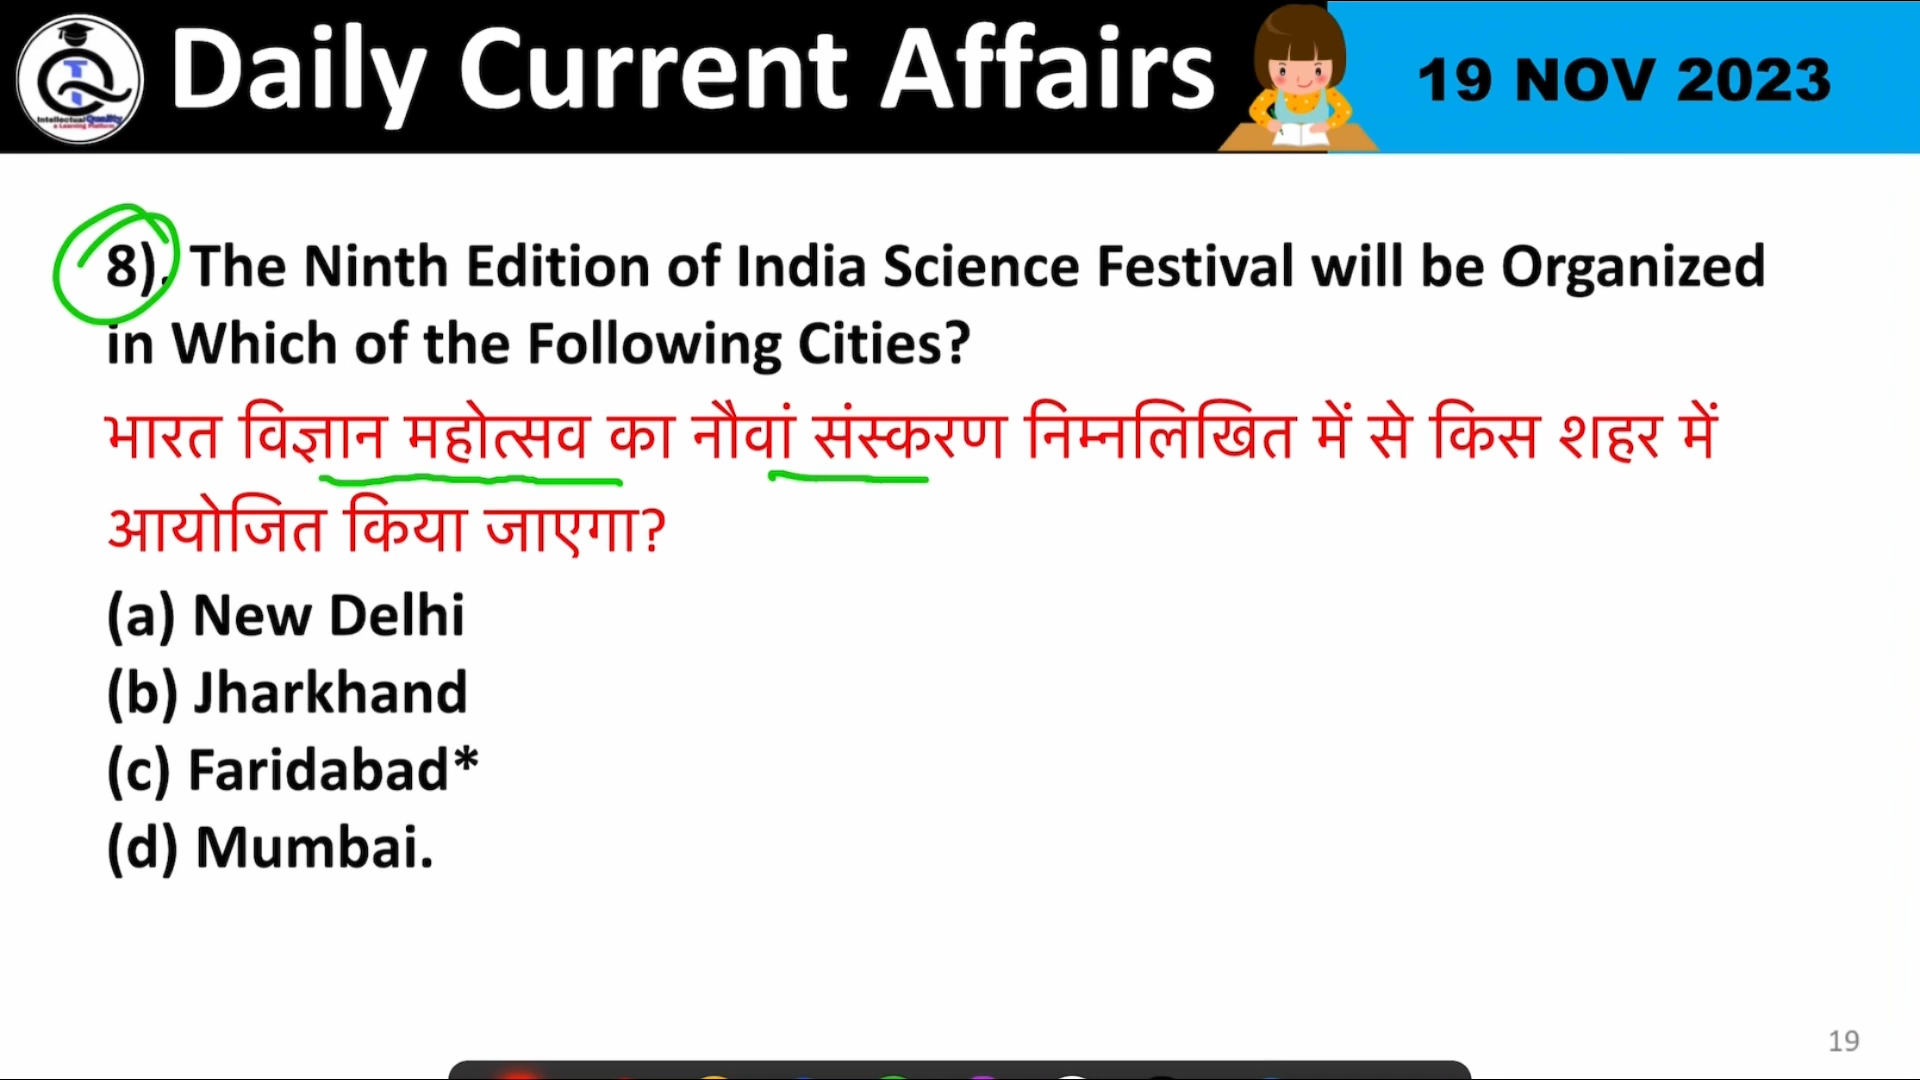 Daily Current Affairs
19 NOV 2023
8). The Ninth Edition of India Science Festival will be Organized
in Which of the Following Cities?
भारत विज्ञान महोत्सव का नौवां संस्करण निम्नलिखित में से किस शहर में
आयोजित किया जाएगा?
(a) New Delhi
(b) Jharkhand
(c) Faridabad*
(d) Mumbai.
19